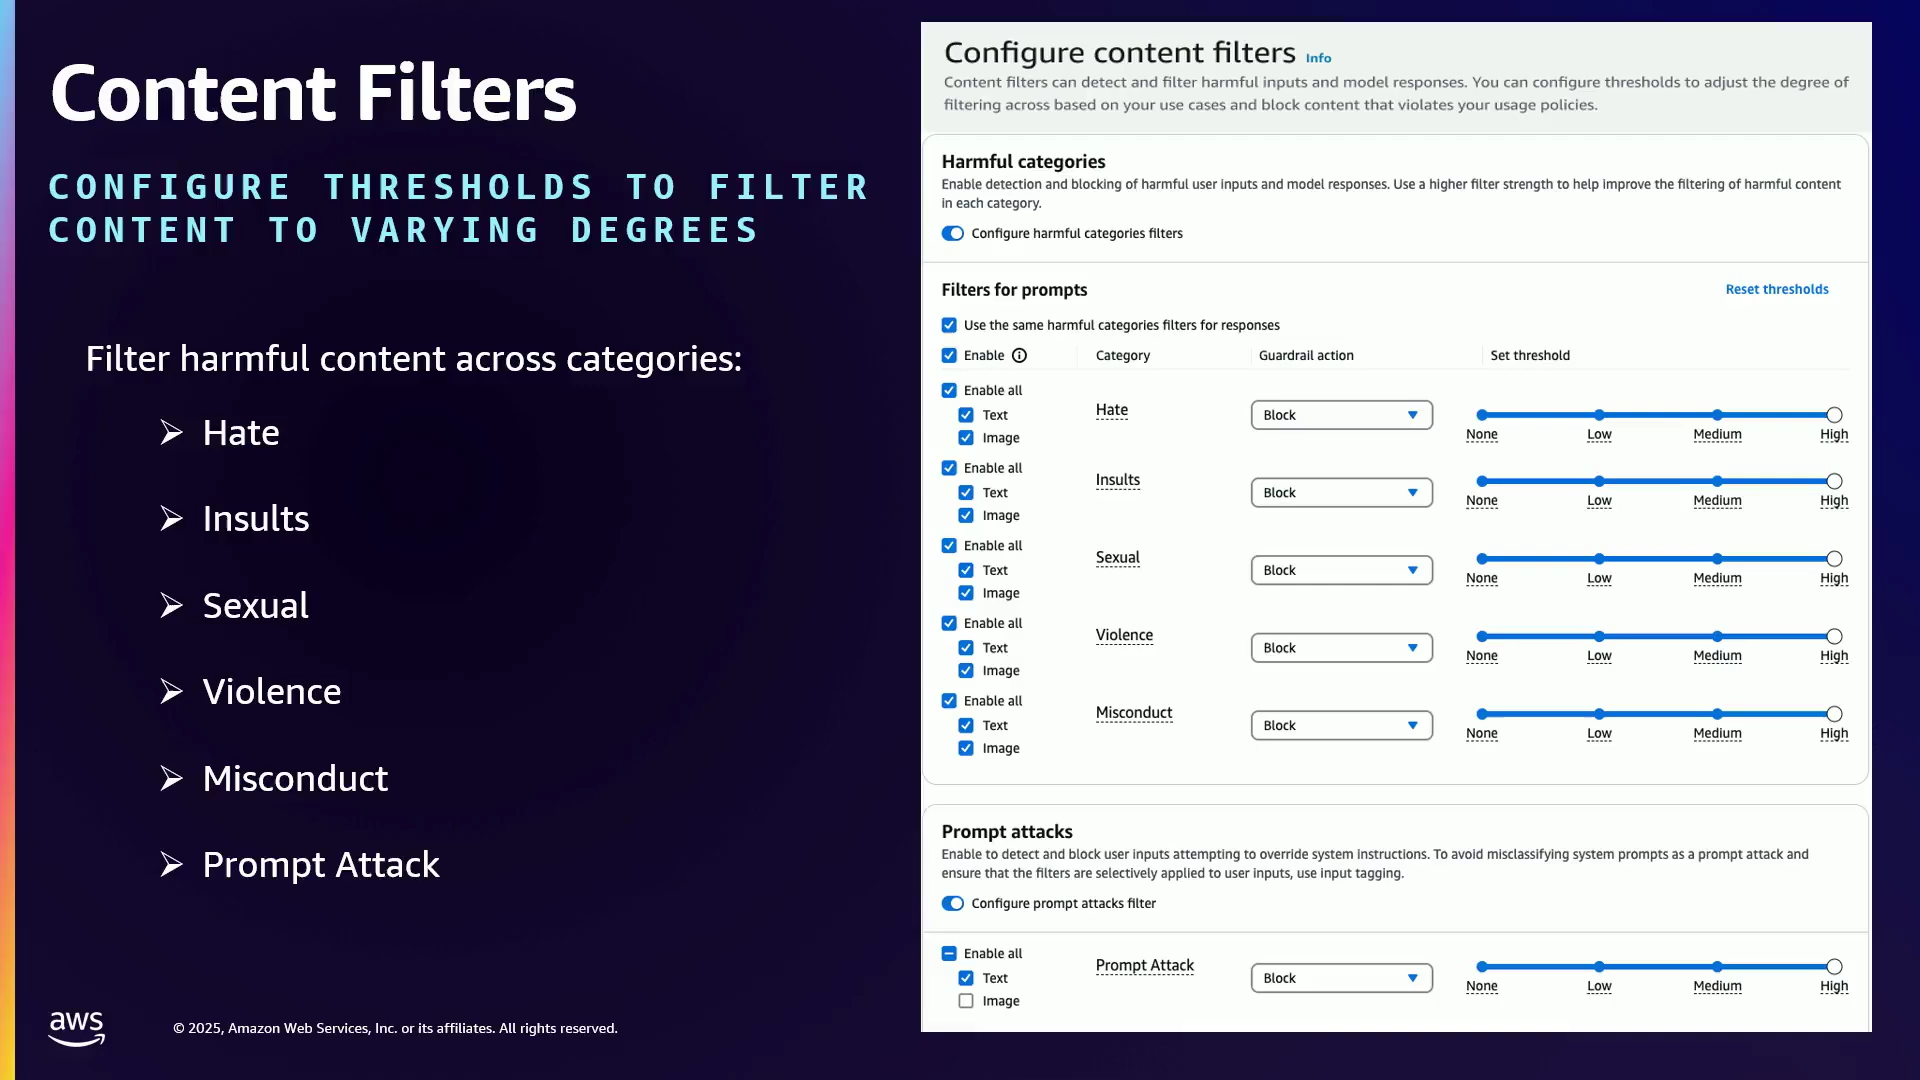 Content Filters
CONFIGURE THRESHOLDS TO FILTER
CONTENT TO VARYING DEGREES
Filter harmful content across categories:
➢ Hate
➢ Insults
➢ Sexual
➢ Violence
➢ Misconduct
➢ Prompt Attack
aws
© 2025, Amazon Web Services, Inc. or its affiliates. All rights reserved.
Configure content filters Info
Content filters can detect and filter harmful inputs and model responses. You can configure thresholds to adjust the degree of
filtering across based on your use cases and block content that violates your usage policies.
Harmful categories
Enable detection and blocking of harmful user inputs and model responses. Use a higher filter strength to help improve the filtering of harmful content
in each category.
Configure harmful categories filters
Filters for prompts Reset thresholds
Use the same harmful categories filters for responses
Enable Category Guardrail action Set threshold
Enable all
Text
Image
Hate
Block
None Low Medium High
Enable all
Text
Image
Insults
Block
None Low Medium High
Enable all
Text
Image
Sexual
Block
None Low Medium High
Enable all
Text
Image
Violence
Block
None Low Medium High
Enable all
Text
Image
Misconduct
Block
None Low Medium High
Prompt attacks
Enable to detect and block user inputs attempting to override system instructions. To avoid misclassifying system prompts as a prompt attack and
ensure that the filters are selectively applied to user inputs, use input tagging.
Configure prompt attacks filter
Enable all
Text
Image
Prompt Attack
Block
None Low Medium High